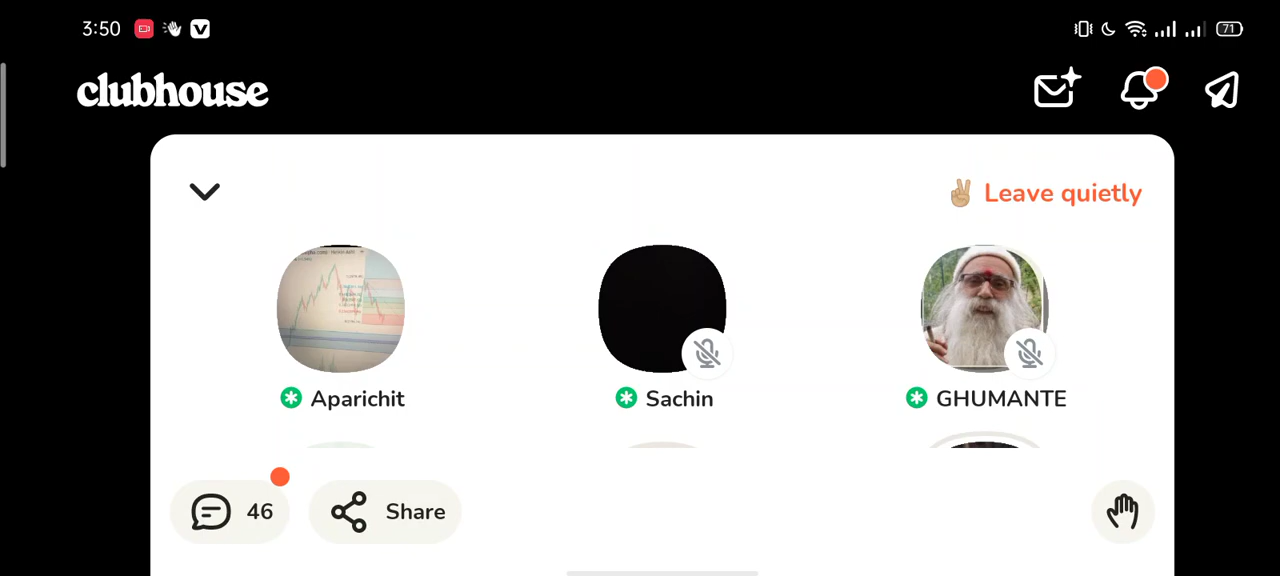 3:50
71
clubhouse
✌🏼 Leave quietly
Aparichit
Sachin
GHUMANTE
46
Share